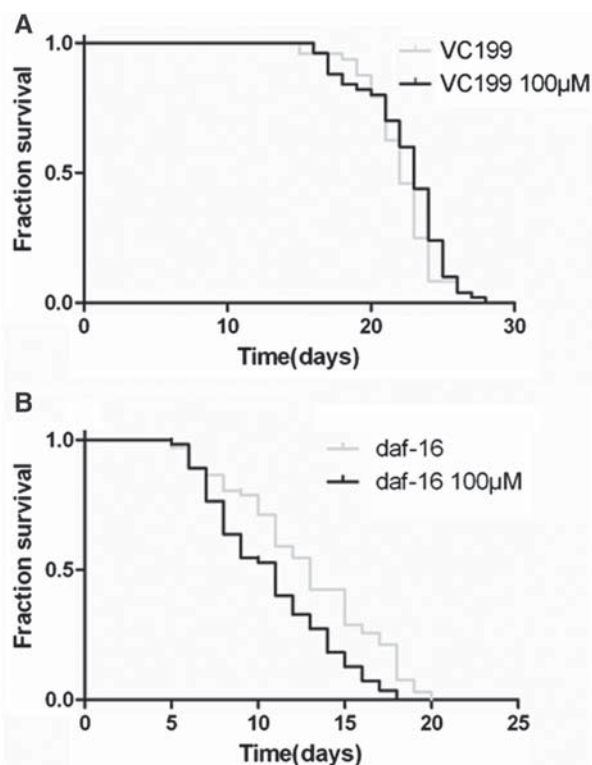 A
VC199
VC199 100µM
1.0
0.5
0.0
Fraction survival
0 10 20 30
Time(days)
B
daf-16
daf-16 100µM
1.0
0.5
0.0
Fraction survival
0 5 10 15 20 25
Time(days)